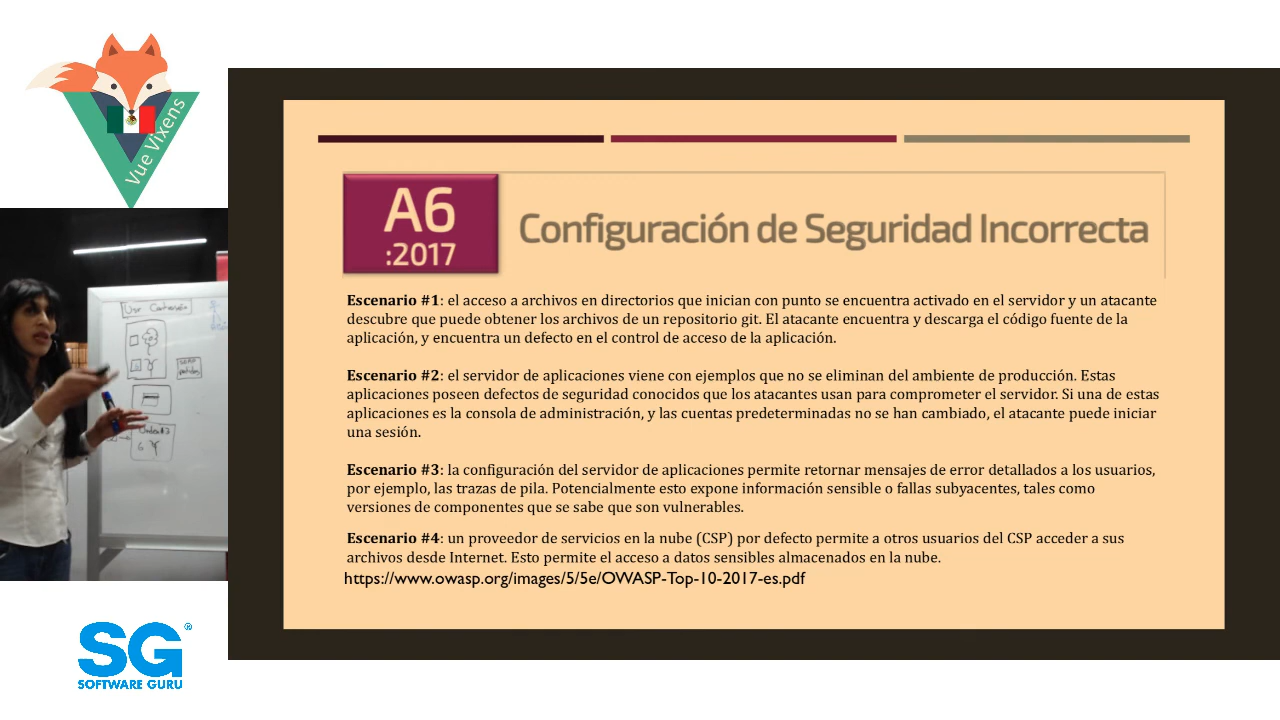 Vue Vixens
A6
:2017
Configuración de Seguridad Incorrecta
Escenario #1: el acceso a archivos en directorios que inician con punto se encuentra activado en el servidor y un atacante
descubre que puede obtener los archivos de un repositorio git. El atacante encuentra y descarga el código fuente de la
aplicación, y encuentra un defecto en el control de acceso de la aplicación.
Escenario #2: el servidor de aplicaciones viene con ejemplos que no se eliminan del ambiente de producción. Estas
aplicaciones poseen defectos de seguridad conocidos que los atacantes usan para comprometer el servidor. Si una de estas
aplicaciones es la consola de administración, y las cuentas predeterminadas no se han cambiado, el atacante puede iniciar
una sesión.
Escenario #3: la configuración del servidor de aplicaciones permite retornar mensajes de error detallados a los usuarios,
por ejemplo, las trazas de pila. Potencialmente esto expone información sensible o fallas subyacentes, tales como
versiones de componentes que se sabe que son vulnerables.
Escenario #4: un proveedor de servicios en la nube (CSP) por defecto permite a otros usuarios del CSP acceder a sus
archivos desde Internet. Esto permite el acceso a datos sensibles almacenados en la nube.
https://www.owasp.org/images/5/5e/OWASP-Top-10-2017-es.pdf
SG®
SOFTWARE GURU